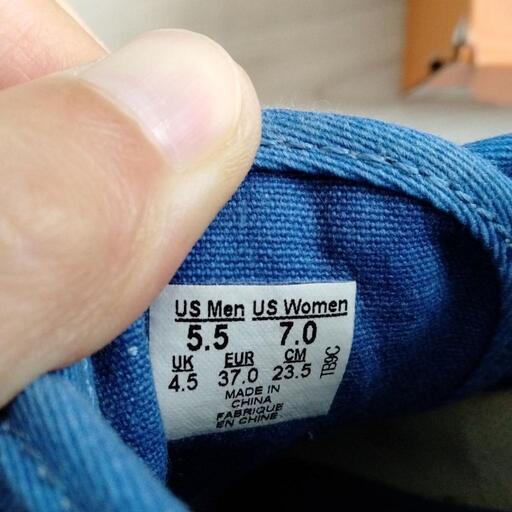 US Men US Women
5.5 7.0
UK EUR CM
4.5 37.0 23.5
TB9C
MADE IN
CHINA
FABRIQUE
EN CHINE